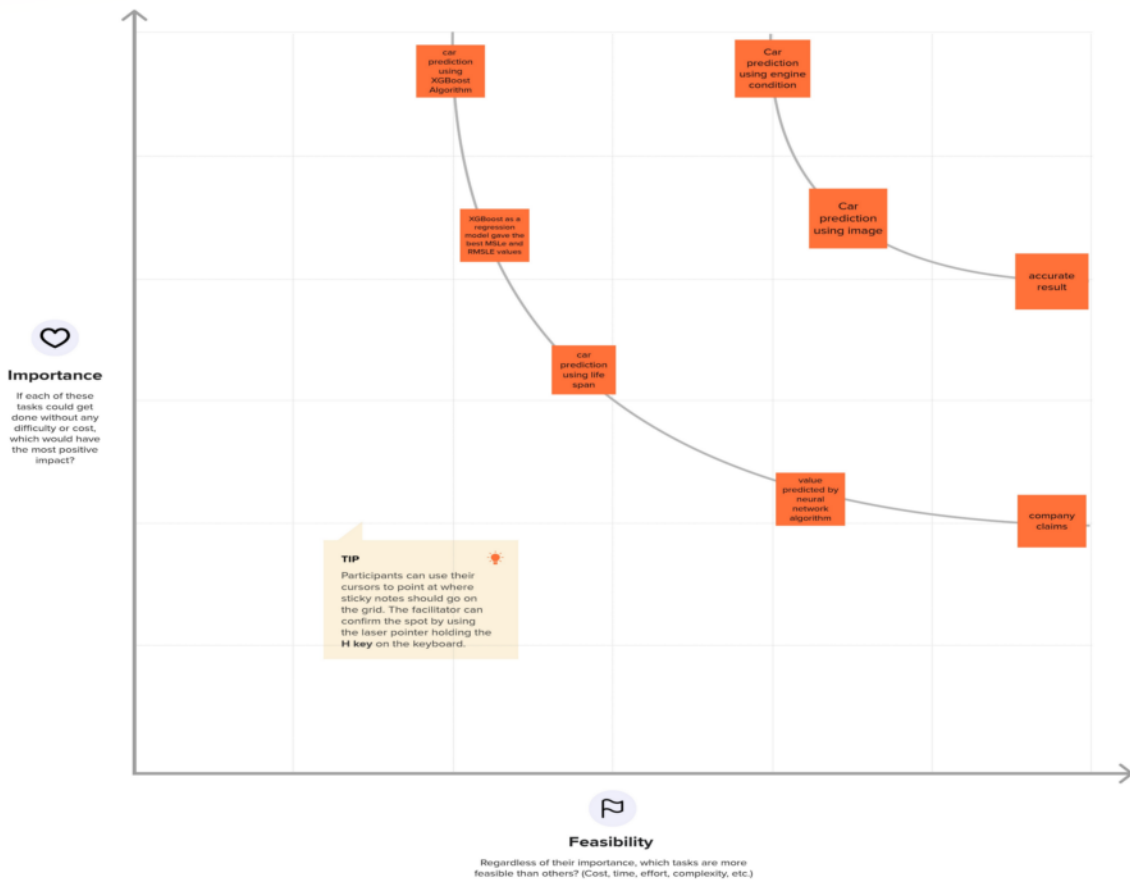 car
prediction
using
XGBoost
Algorithm
Car
prediction
using engine
condition
XGBoost as a
regression
model gave the
best MSLe and
RMSLE values
Car
prediction
using image
accurate
result
car
prediction
using life
span
value
predicted by
neural
network
algorithm
company
claims
Importance
If each of these
tasks could get
done without any
difficulty or cost,
which would have
the most positive
impact?
TIP
Participants can use their
cursors to point at where
sticky notes should go on
the grid. The facilitator can
confirm the spot by using
the laser pointer holding the
H key on the keyboard.
Feasibility
Regardless of their importance, which tasks are more
feasible than others? (Cost, time, effort, complexity, etc.)